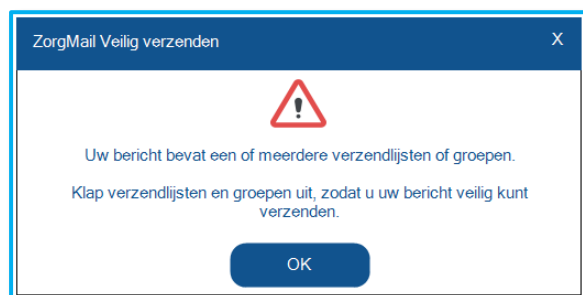 ZorgMail Veilig verzenden X
Uw bericht bevat een of meerdere verzendlijsten of groepen.
Klap verzendlijsten en groepen uit, zodat u uw bericht veilig kunt
verzenden.
OK